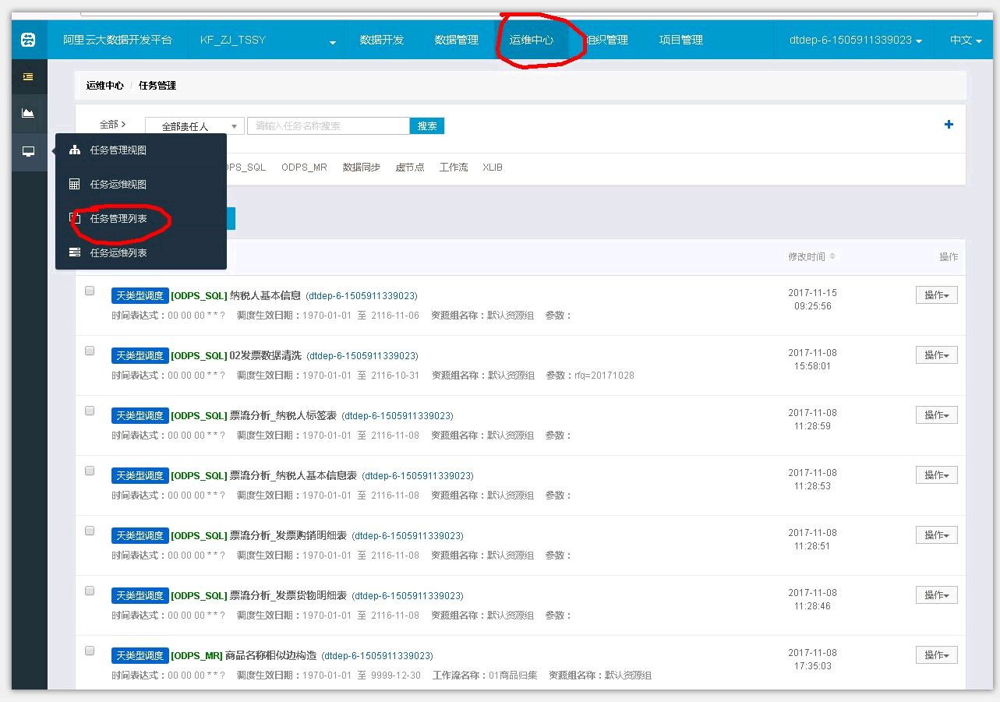 阿里云大数据开发平台 KF_ZJ_TSSY 数据开发 数据管理 运维中心 组织管理 项目管理 dtdep-6-1505911339023 中文
运维中心 / 任务管理
全部 > 全部责任人 请输入任务名称搜索 搜索 +
任务管理视图
PS_SQL ODPS_MR 数据同步 虚节点 工作流 XLIB
任务运维视图
任务管理列表
任务运维列表
修改时间 操作
天类型调度 [ODPS_SQL] 纳税人基本信息 (dtdep-6-1505911339023) 2017-11-15 操作
09:25:56
时间表达式：00 00 00 * * ? 调度生效日期：1970-01-01 至 2116-11-06 资源组名称：默认资源组 参数：
天类型调度 [ODPS_SQL] 02发票数据清洗 (dtdep-6-1505911339023) 2017-11-08 操作
15:58:01
时间表达式：00 00 00 * * ? 调度生效日期：1970-01-01 至 2116-10-31 资源组名称：默认资源组 参数：rfq=20171028
天类型调度 [ODPS_SQL] 票流分析_纳税人标签表 (dtdep-6-1505911339023) 2017-11-08 操作
11:28:59
时间表达式：00 00 00 * * ? 调度生效日期：1970-01-01 至 2116-11-08 资源组名称：默认资源组 参数：
天类型调度 [ODPS_SQL] 票流分析_纳税人基本信息表 (dtdep-6-1505911339023) 2017-11-08 操作
11:28:53
时间表达式：00 00 00 * * ? 调度生效日期：1970-01-01 至 2116-11-08 资源组名称：默认资源组 参数：
天类型调度 [ODPS_SQL] 票流分析_发票购销明细表 (dtdep-6-1505911339023) 2017-11-08 操作
11:28:51
时间表达式：00 00 00 * * ? 调度生效日期：1970-01-01 至 2116-11-08 资源组名称：默认资源组 参数：
天类型调度 [ODPS_SQL] 票流分析_发票货物明细表 (dtdep-6-1505911339023) 2017-11-08 操作
11:28:46
时间表达式：00 00 00 * * ? 调度生效日期：1970-01-01 至 2116-11-08 资源组名称：默认资源组 参数：
天类型调度 [ODPS_MR] 商品名称相似边构造 (dtdep-6-1505911339023) 2017-11-08 操作
17:35:03
时间表达式：00 00 00 * * ? 调度生效日期：1970-01-01 至 9999-12-30 工作流名称：01商品归集 资源组名称：默认资源组